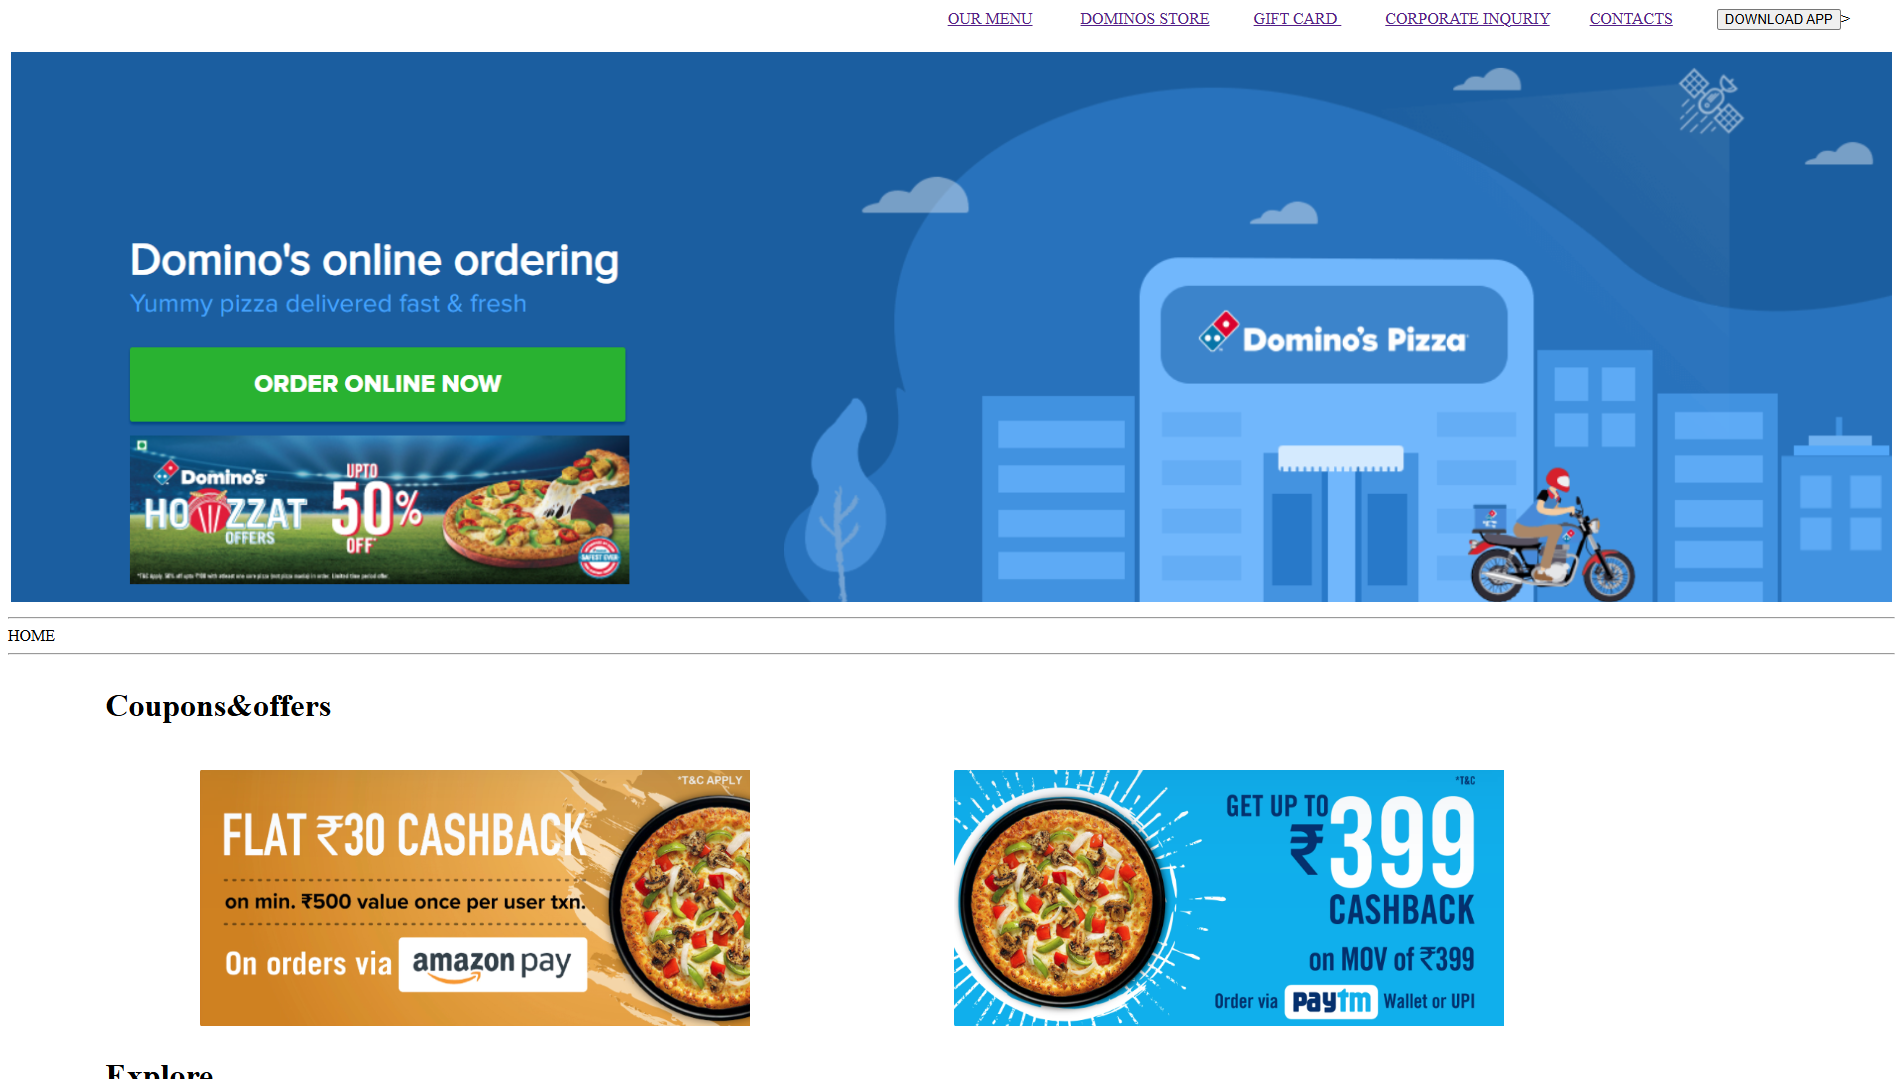 OUR MENU DOMINOS STORE GIFT CARD CORPORATE INQURIY CONTACTS DOWNLOAD APP >
Domino's Pizza
Domino's online ordering
Yummy pizza delivered fast & fresh
ORDER ONLINE NOW
Domino's
HOWZZAT
OFFERS
UPTO
50%
OFF*
SAFEST EVER
HOME
Coupons&offers
*T&C APPLY
FLAT ₹30 CASHBACK
on min. ₹500 value once per user txn.
On orders via amazon pay
*T&C
GET UP TO
₹399
CASHBACK
on MOV of ₹399
Order via paytm Wallet or UPI
Explore